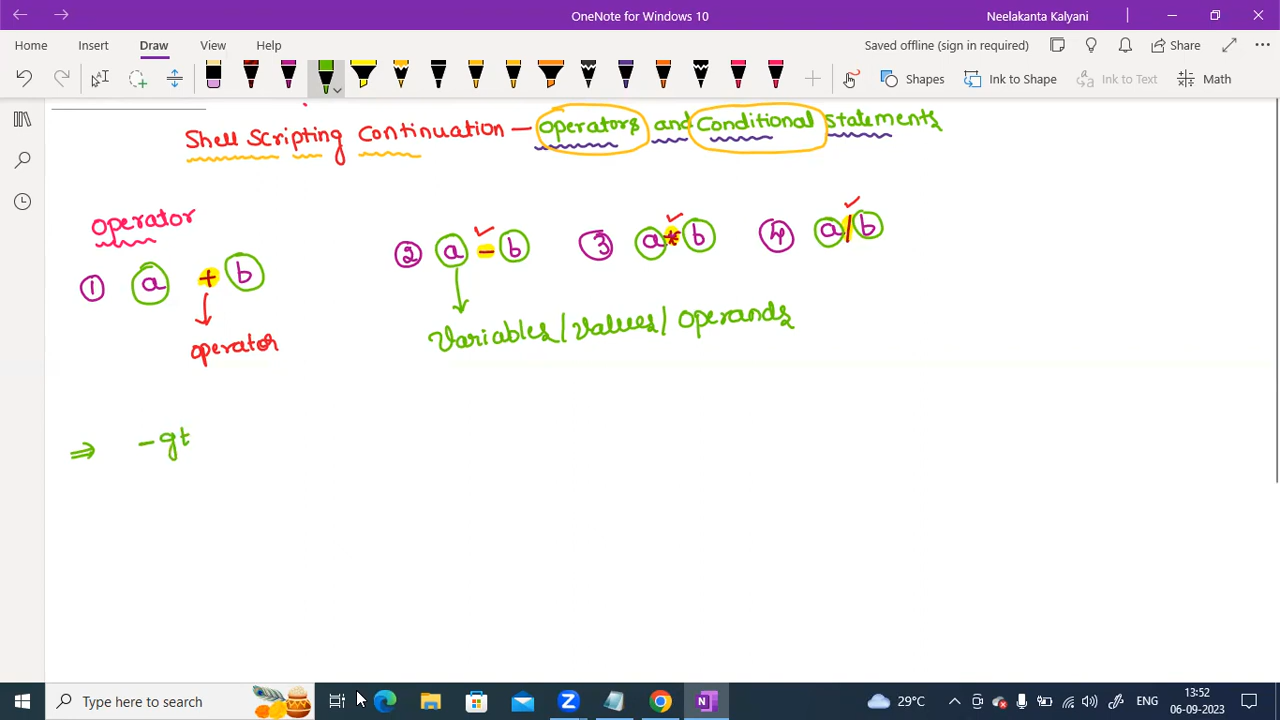 OneNote for Windows 10
Neelakanta Kalyani
Home Insert Draw View Help
Saved offline (sign in required) Share
Shapes Ink to Shape Ink to Text Math
Shell Scripting Continuation — Operators and Conditional statements
Operator
① a + b
② a - b ③ a * b ④ a / b
operator
Variables/Values/Operands
⇒ -gt
Type here to search
29°C ENG 13:52
06-09-2023